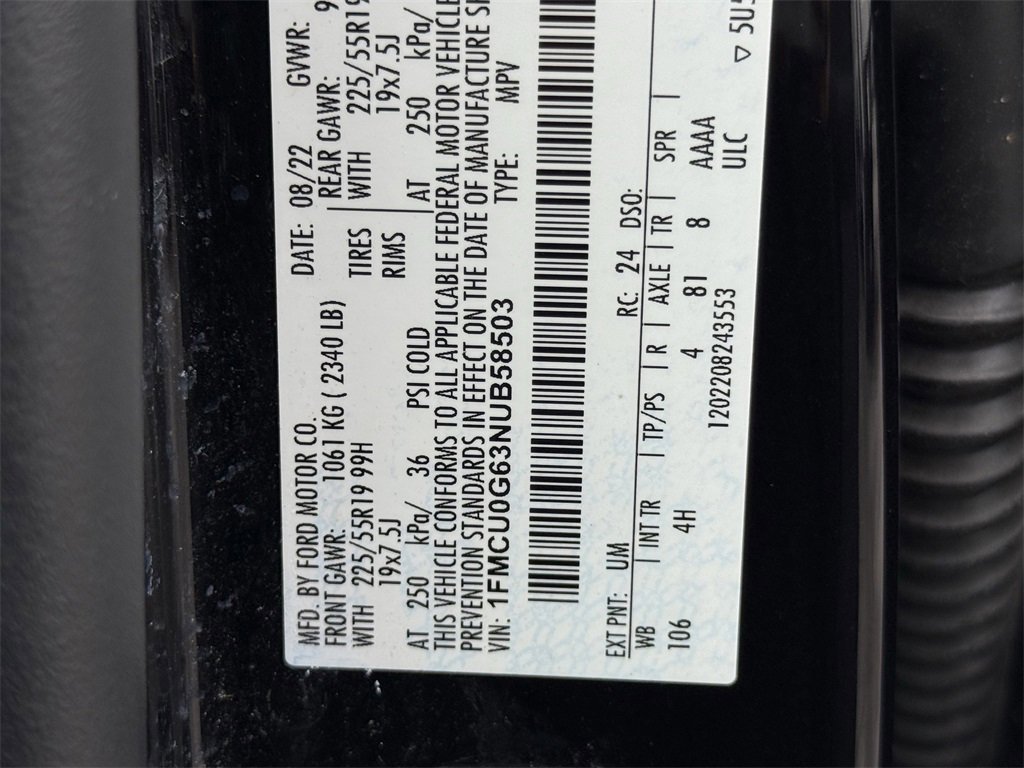 MFD. BY FORD MOTOR CO. DATE: 08/22 GVWR: 9
FRONT GAWR: 1061 KG ( 2340 LB) REAR GAWR:
WITH 225/55R19 99H TIRES WITH 225/55R19
19x7.5J RIMS 19x7.5J
AT 250 kPa/ 36 PSI COLD AT 250 kPa/
THIS VEHICLE CONFORMS TO ALL APPLICABLE FEDERAL MOTOR VEHICLE
PREVENTION STANDARDS IN EFFECT ON THE DATE OF MANUFACTURE
VIN: 1FMCU0G63NUB58503 TYPE: MPV
EXT PNT: UM RC: 24 DSO:
WB | INT TR | TP/PS | R | AXLE | TR | SPR |
106 4H 4 81 8 AAAA
ULC
1202208243553
▽ 5U5